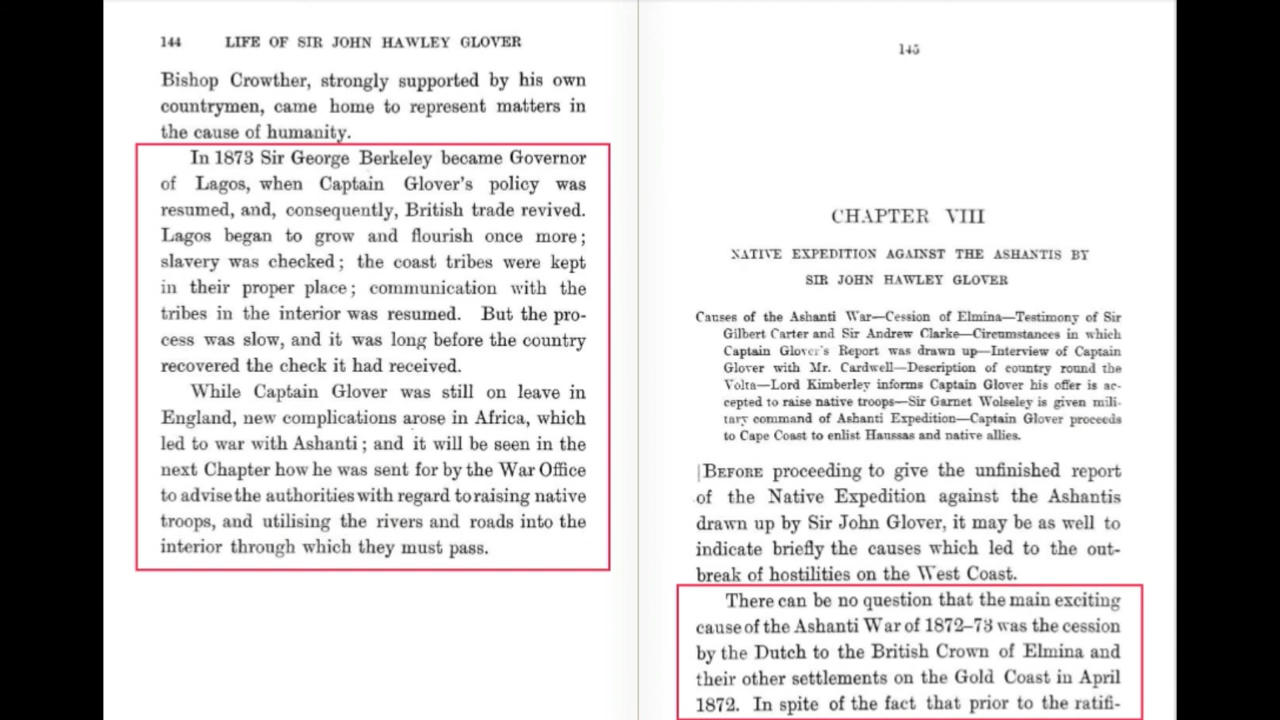 144 LIFE OF SIR JOHN HAWLEY GLOVER
Bishop Crowther, strongly supported by his own
countrymen, came home to represent matters in
the cause of humanity.
In 1873 Sir George Berkeley became Governor
of Lagos, when Captain Glover's policy was
resumed, and, consequently, British trade revived.
Lagos began to grow and flourish once more;
slavery was checked; the coast tribes were kept
in their proper place; communication with the
tribes in the interior was resumed. But the pro-
cess was slow, and it was long before the country
recovered the check it had received.
While Captain Glover was still on leave in
England, new complications arose in Africa, which
led to war with Ashanti; and it will be seen in the
next Chapter how he was sent for by the War Office
to advise the authorities with regard to raising native
troops, and utilising the rivers and roads into the
interior through which they must pass.
145
CHAPTER VIII
NATIVE EXPEDITION AGAINST THE ASHANTIS BY
SIR JOHN HAWLEY GLOVER
Causes of the Ashanti War—Cession of Elmina—Testimony of Sir
Gilbert Carter and Sir Andrew Clarke—Circumstances in which
Captain Glover's Report was drawn up—Interview of Captain
Glover with Mr. Cardwell—Description of country round the
Volta—Lord Kimberley informs Captain Glover his offer is ac-
cepted to raise native troops—Sir Garnet Wolseley is given mili-
tary command of Ashanti Expedition—Captain Glover proceeds
to Cape Coast to enlist Haussas and native allies.
BEFORE proceeding to give the unfinished report
of the Native Expedition against the Ashantis
drawn up by Sir John Glover, it may be as well to
indicate briefly the causes which led to the out-
break of hostilities on the West Coast.
There can be no question that the main exciting
cause of the Ashanti War of 1872–73 was the cession
by the Dutch to the British Crown of Elmina and
their other settlements on the Gold Coast in April
1872. In spite of the fact that prior to the ratifi-